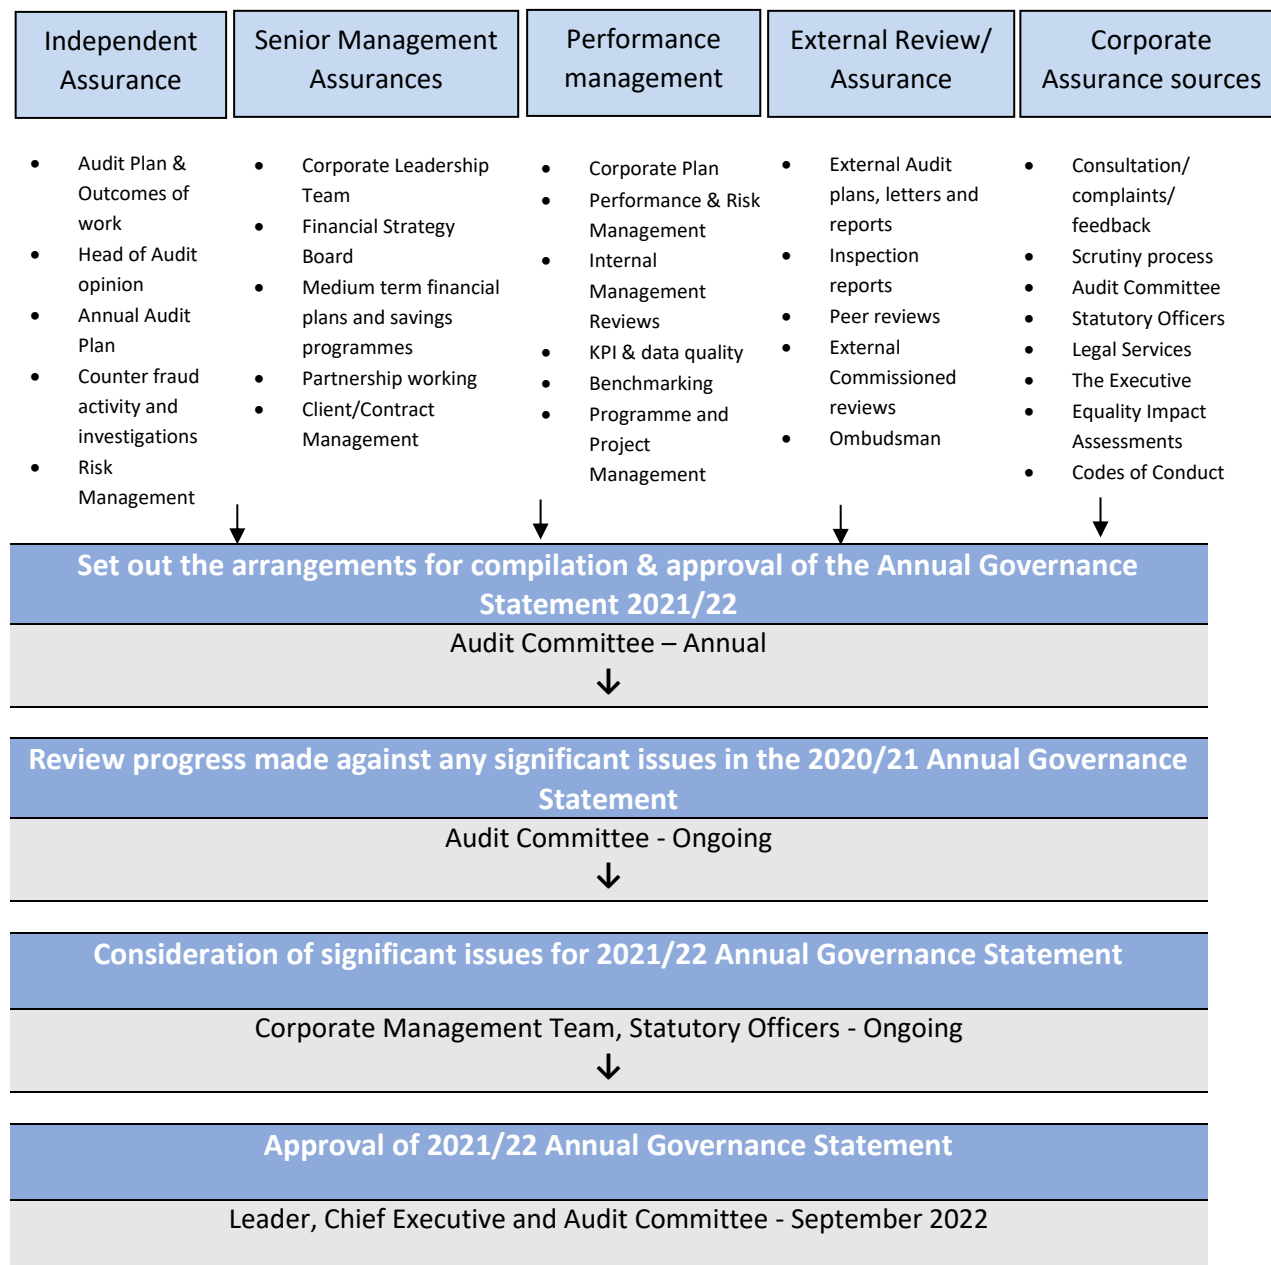 Independent
Assurance
Senior Management
Assurances
Performance
management
External Review/
Assurance
Corporate
Assurance sources
• Audit Plan &
Outcomes of
work
• Head of Audit
opinion
• Annual Audit
Plan
• Counter fraud
activity and
investigations
• Risk
Management
• Corporate Leadership
Team
• Financial Strategy
Board
• Medium term financial
plans and savings
programmes
• Partnership working
• Client/Contract
Management
• Corporate Plan
• Performance & Risk
Management
• Internal
Management
Reviews
• KPI & data quality
• Benchmarking
• Programme and
Project
Management
• External Audit
plans, letters and
reports
• Inspection
reports
• Peer reviews
• External
Commissioned
reviews
• Ombudsman
• Consultation/
complaints/
feedback
• Scrutiny process
• Audit Committee
• Statutory Officers
• Legal Services
• The Executive
• Equality Impact
Assessments
• Codes of Conduct
Set out the arrangements for compilation & approval of the Annual Governance
Statement 2021/22
Audit Committee – Annual
Review progress made against any significant issues in the 2020/21 Annual Governance
Statement
Audit Committee - Ongoing
Consideration of significant issues for 2021/22 Annual Governance Statement
Corporate Management Team, Statutory Officers - Ongoing
Approval of 2021/22 Annual Governance Statement
Leader, Chief Executive and Audit Committee - September 2022